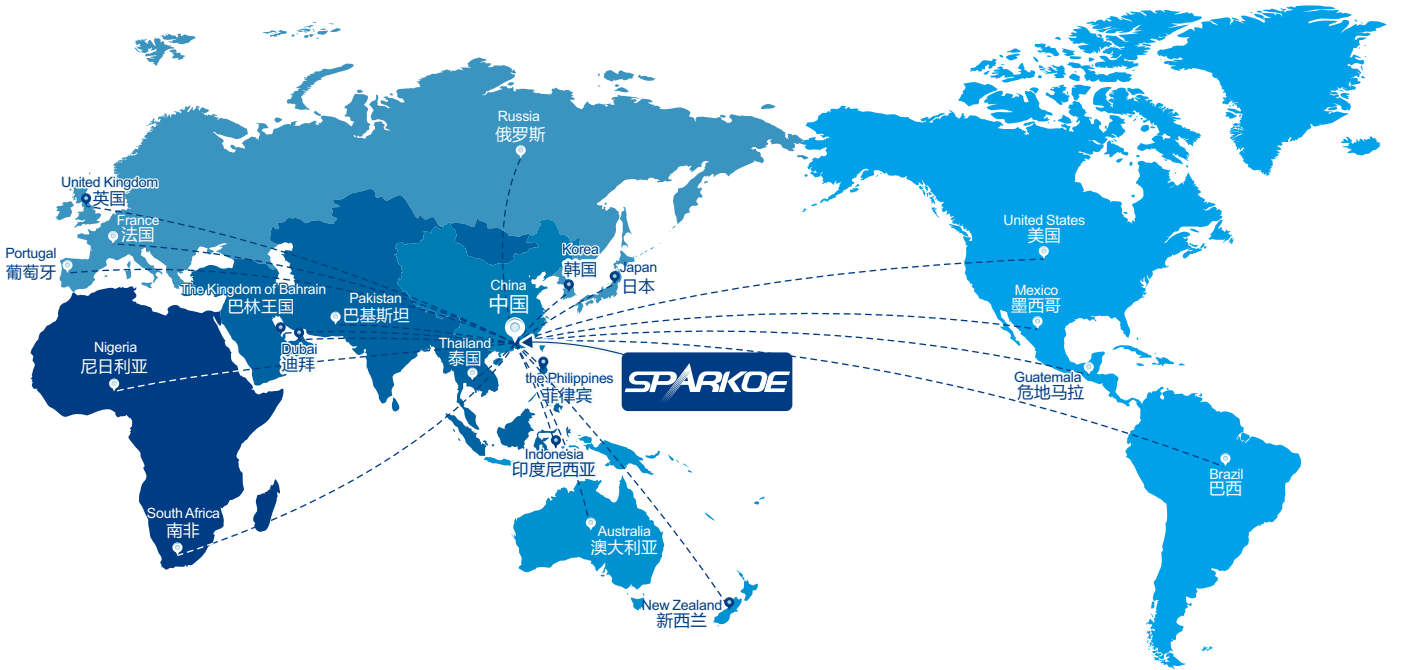 Russia
俄罗斯
United Kingdom
英国
France
法国
Portugal
葡萄牙
United States
美国
Korea
韩国
Japan
日本
China
中国
The Kingdom of Bahrain
巴林王国
Pakistan
巴基斯坦
Mexico
墨西哥
Nigeria
尼日利亚
Dubai
迪拜
Thailand
泰国
the Philippines
菲律宾
SPARKOE
Guatemala
危地马拉
Indonesia
印度尼西亚
Brazil
巴西
South Africa
南非
Australia
澳大利亚
New Zealand
新西兰